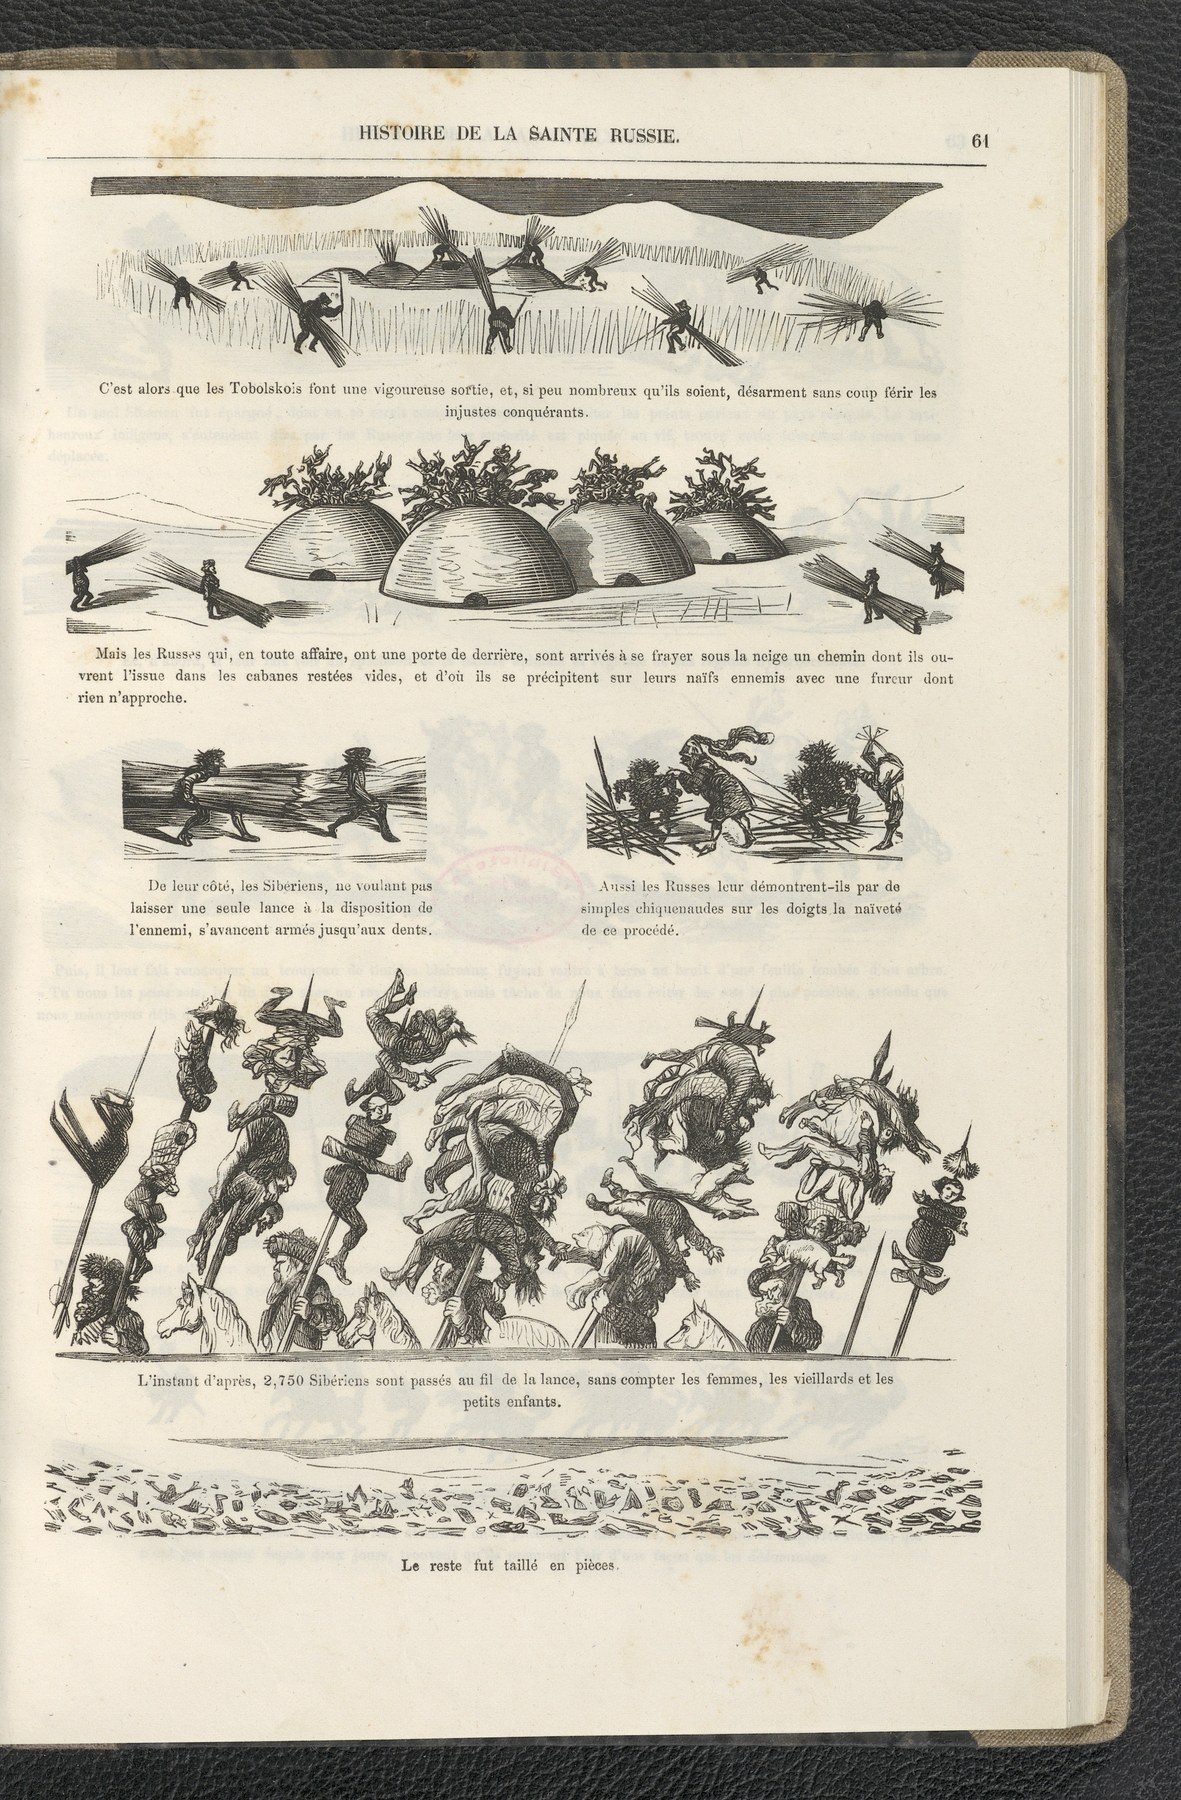 HISTOIRE DE LA SAINTE RUSSIE.
61
C'est alors que les Tobolskois font une vigoureuse sortie, et, si peu nombreux qu'ils soient, désarment sans coup férir les
injustes conquérants.
Mais les Russes qui, en toute affaire, ont une porte de derrière, sont arrivés à se frayer sous la neige un chemin dont ils ou-
vrent l'issue dans les cabanes restées vides, et d'où ils se précipitent sur leurs naïfs ennemis avec une fureur dont
rien n'approche.
De leur côté, les Sibériens, ne voulant pas
laisser une seule lance à la disposition de
l'ennemi, s'avancent armés jusqu'aux dents.
Aussi les Russes leur démontrent-ils par de
simples chiquenaudes sur les doigts la naïveté
de ce procédé.
L'instant d'après, 2,750 Sibériens sont passés au fil de la lance, sans compter les femmes, les vieillards et les
petits enfants.
Le reste fut taillé en pièces.